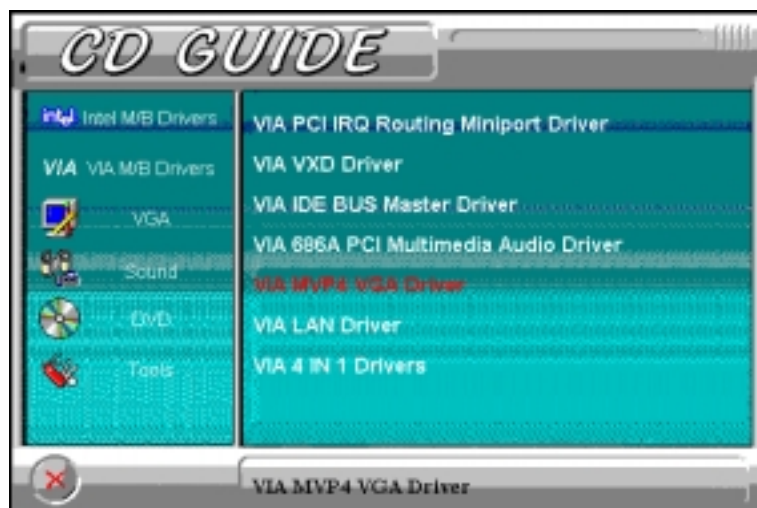 CD GUIDE
intel Intel M/B Drivers
VIA VIA M/B Drivers
VGA
Sound
DVD
Tools
VIA PCI IRQ Routing Miniport Driver
VIA VXD Driver
VIA IDE BUS Master Driver
VIA 686A PCI Multimedia Audio Driver
VIA MVP4 VGA Driver
VIA LAN Driver
VIA 4 IN 1 Drivers
VIA MVP4 VGA Driver